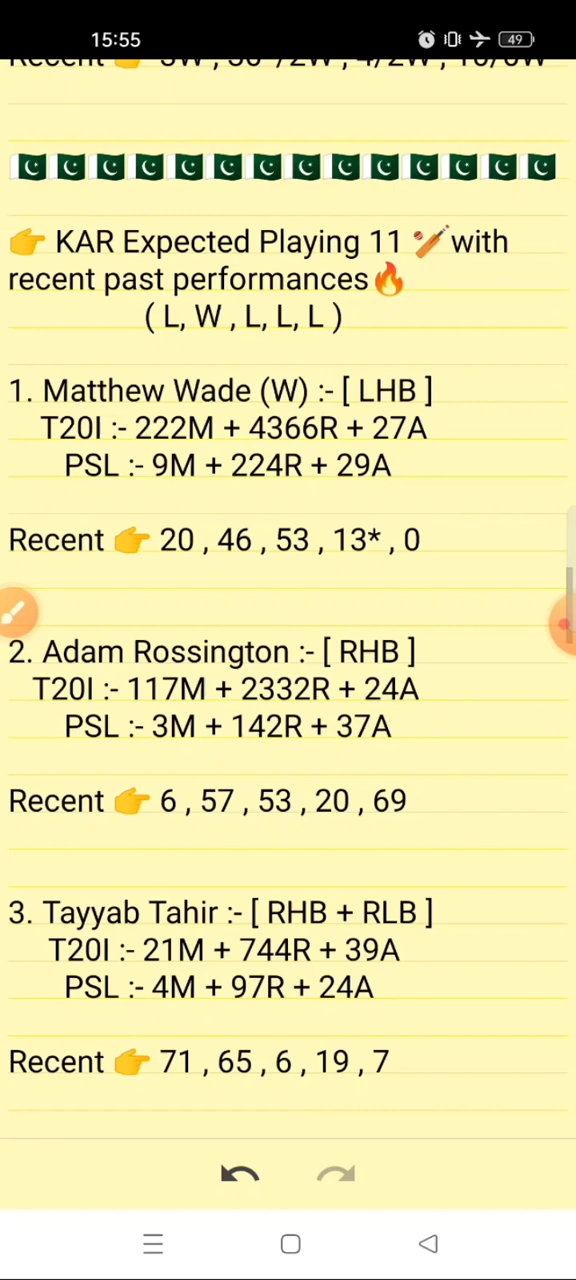 15:55
49
🇵🇰🇵🇰🇵🇰🇵🇰🇵🇰🇵🇰🇵🇰🇵🇰🇵🇰🇵🇰🇵🇰🇵🇰🇵🇰🇵🇰
👉 KAR Expected Playing 11 🏏with
recent past performances🔥
( L, W , L, L, L )
1. Matthew Wade (W) :- [ LHB ]
T20I :- 222M + 4366R + 27A
PSL :- 9M + 224R + 29A
Recent 👉 20 , 46 , 53 , 13* , 0
2. Adam Rossington :- [ RHB ]
T20I :- 117M + 2332R + 24A
PSL :- 3M + 142R + 37A
Recent 👉 6 , 57 , 53 , 20 , 69
3. Tayyab Tahir :- [ RHB + RLB ]
T20I :- 21M + 744R + 39A
PSL :- 4M + 97R + 24A
Recent 👉 71 , 65 , 6 , 19 , 7